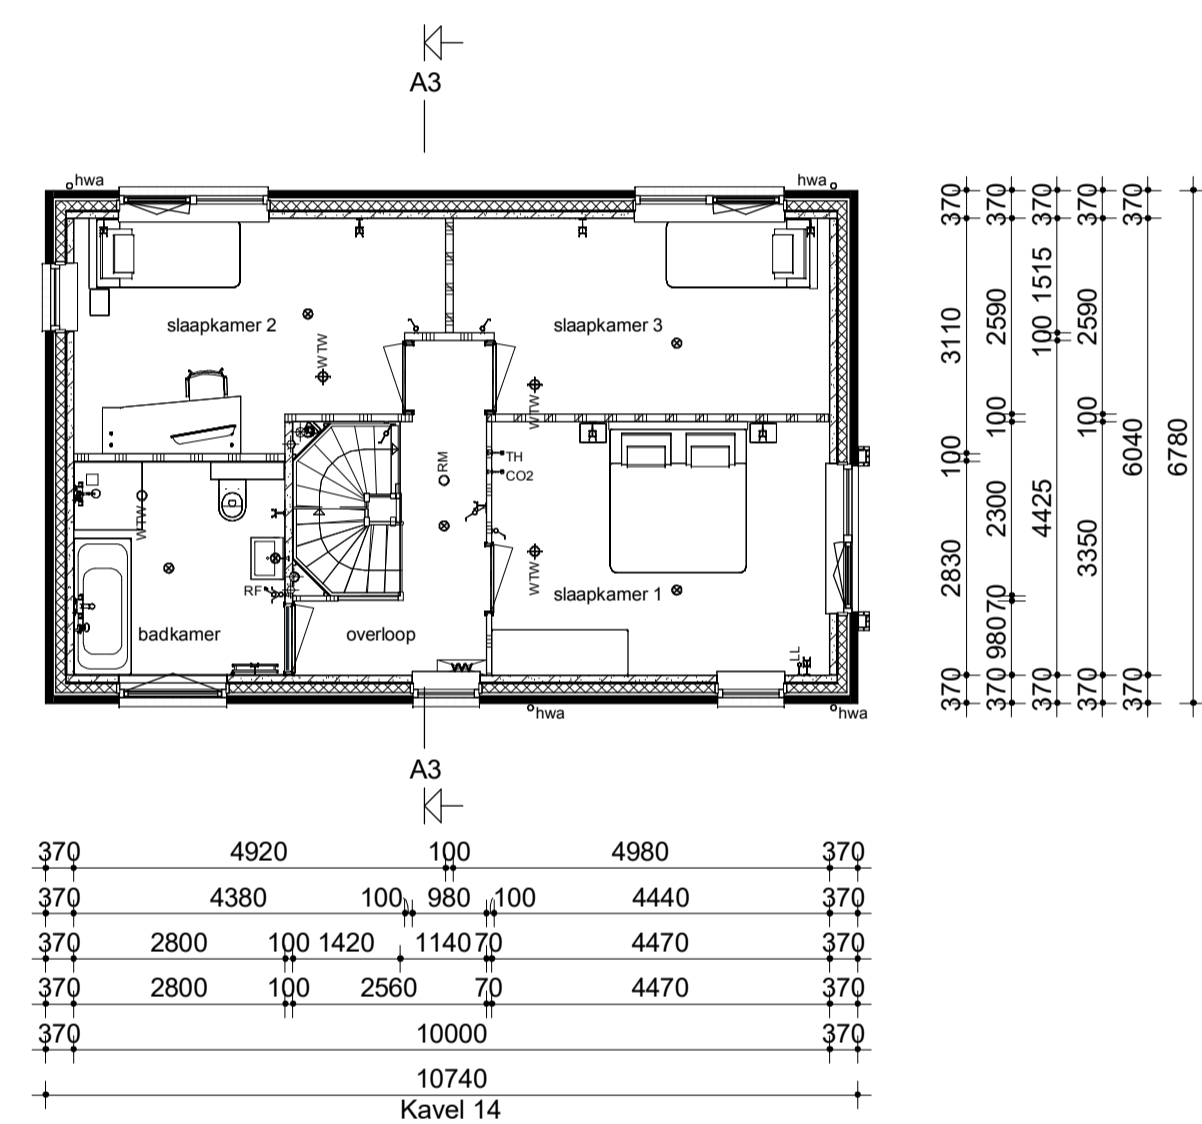 A3
hwa
hwa
slaapkamer 2
slaapkamer 3
WTW
WTW
RM
TH
CO2
WTW
WTW
RF
slaapkamer 1
badkamer
overloop
LL
hwa
hwa
A3
370 4920 100 4980 370
370 4380 100 980 100 4440 370
370 2800 100 1420 1140 70 4470 370
370 2800 100 2560 70 4470 370
370 10000 370
10740
Kavel 14
370 2830 100 3110 370
370 980 70 2300 100 2590 370
370 4425 100 1515 370
370 3350 100 2590 370
370 6040 370
6780